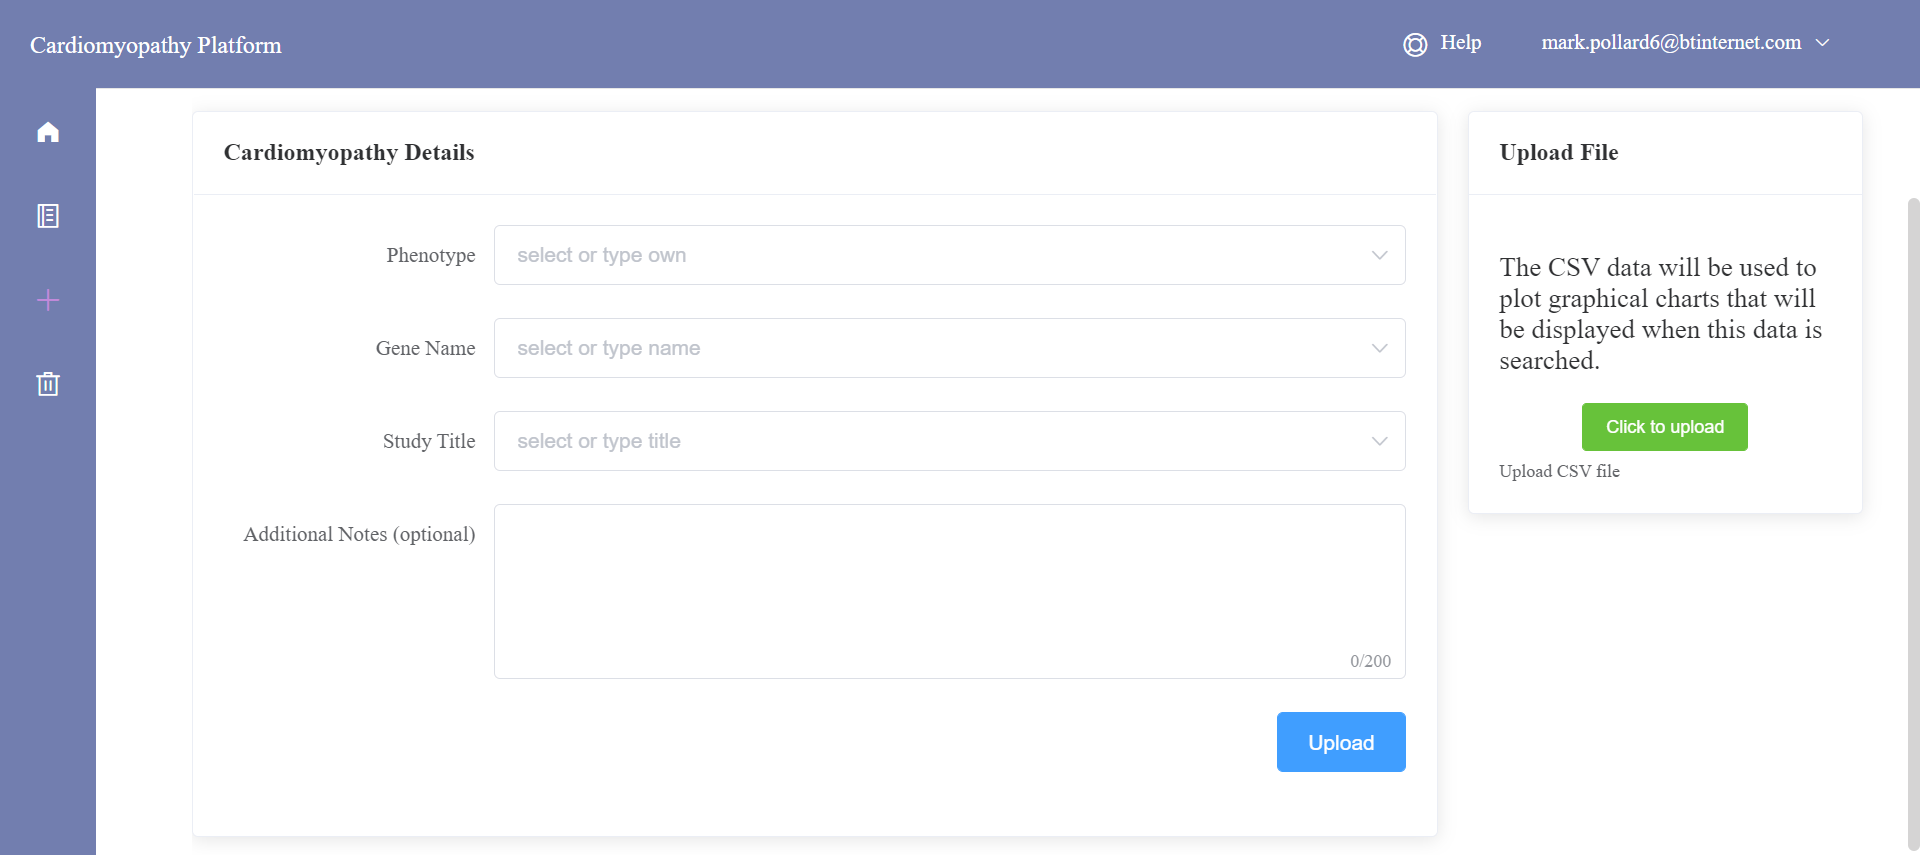 Cardiomyopathy Platform
Help
mark.pollard6@btinternet.com
Cardiomyopathy Details
Phenotype
select or type own
Gene Name
select or type name
Study Title
select or type title
Additional Notes (optional)
0/200
Upload
Upload File
The CSV data will be used to
plot graphical charts that will
be displayed when this data is
searched.
Click to upload
Upload CSV file